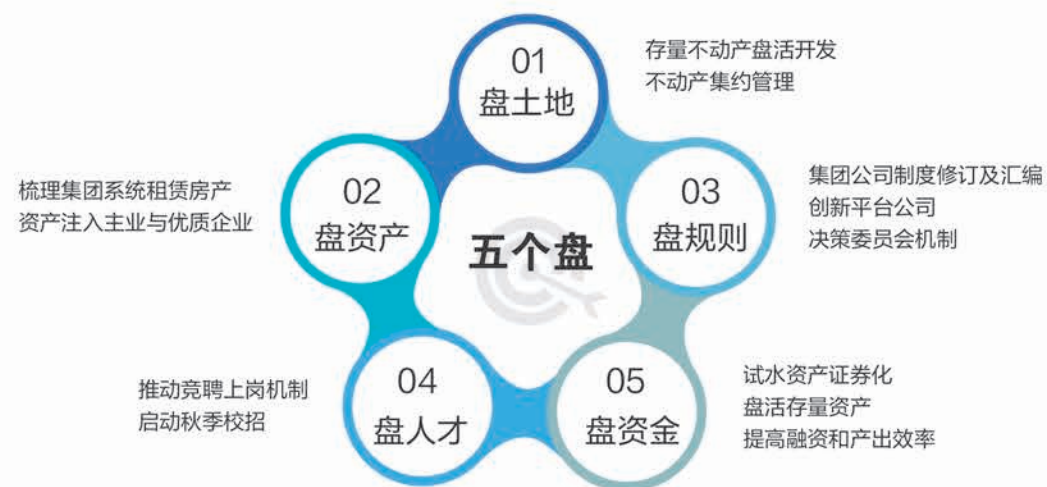 01
盘土地
存量不动产盘活开发
不动产集约管理
02
盘资产
梳理集团系统租赁房产
资产注入主业与优质企业
五个盘
03
盘规则
集团公司制度修订及汇编
创新平台公司
决策委员会机制
04
盘人才
推动竞聘上岗机制
启动秋季校招
05
盘资金
试水资产证券化
盘活存量资产
提高融资和产出效率